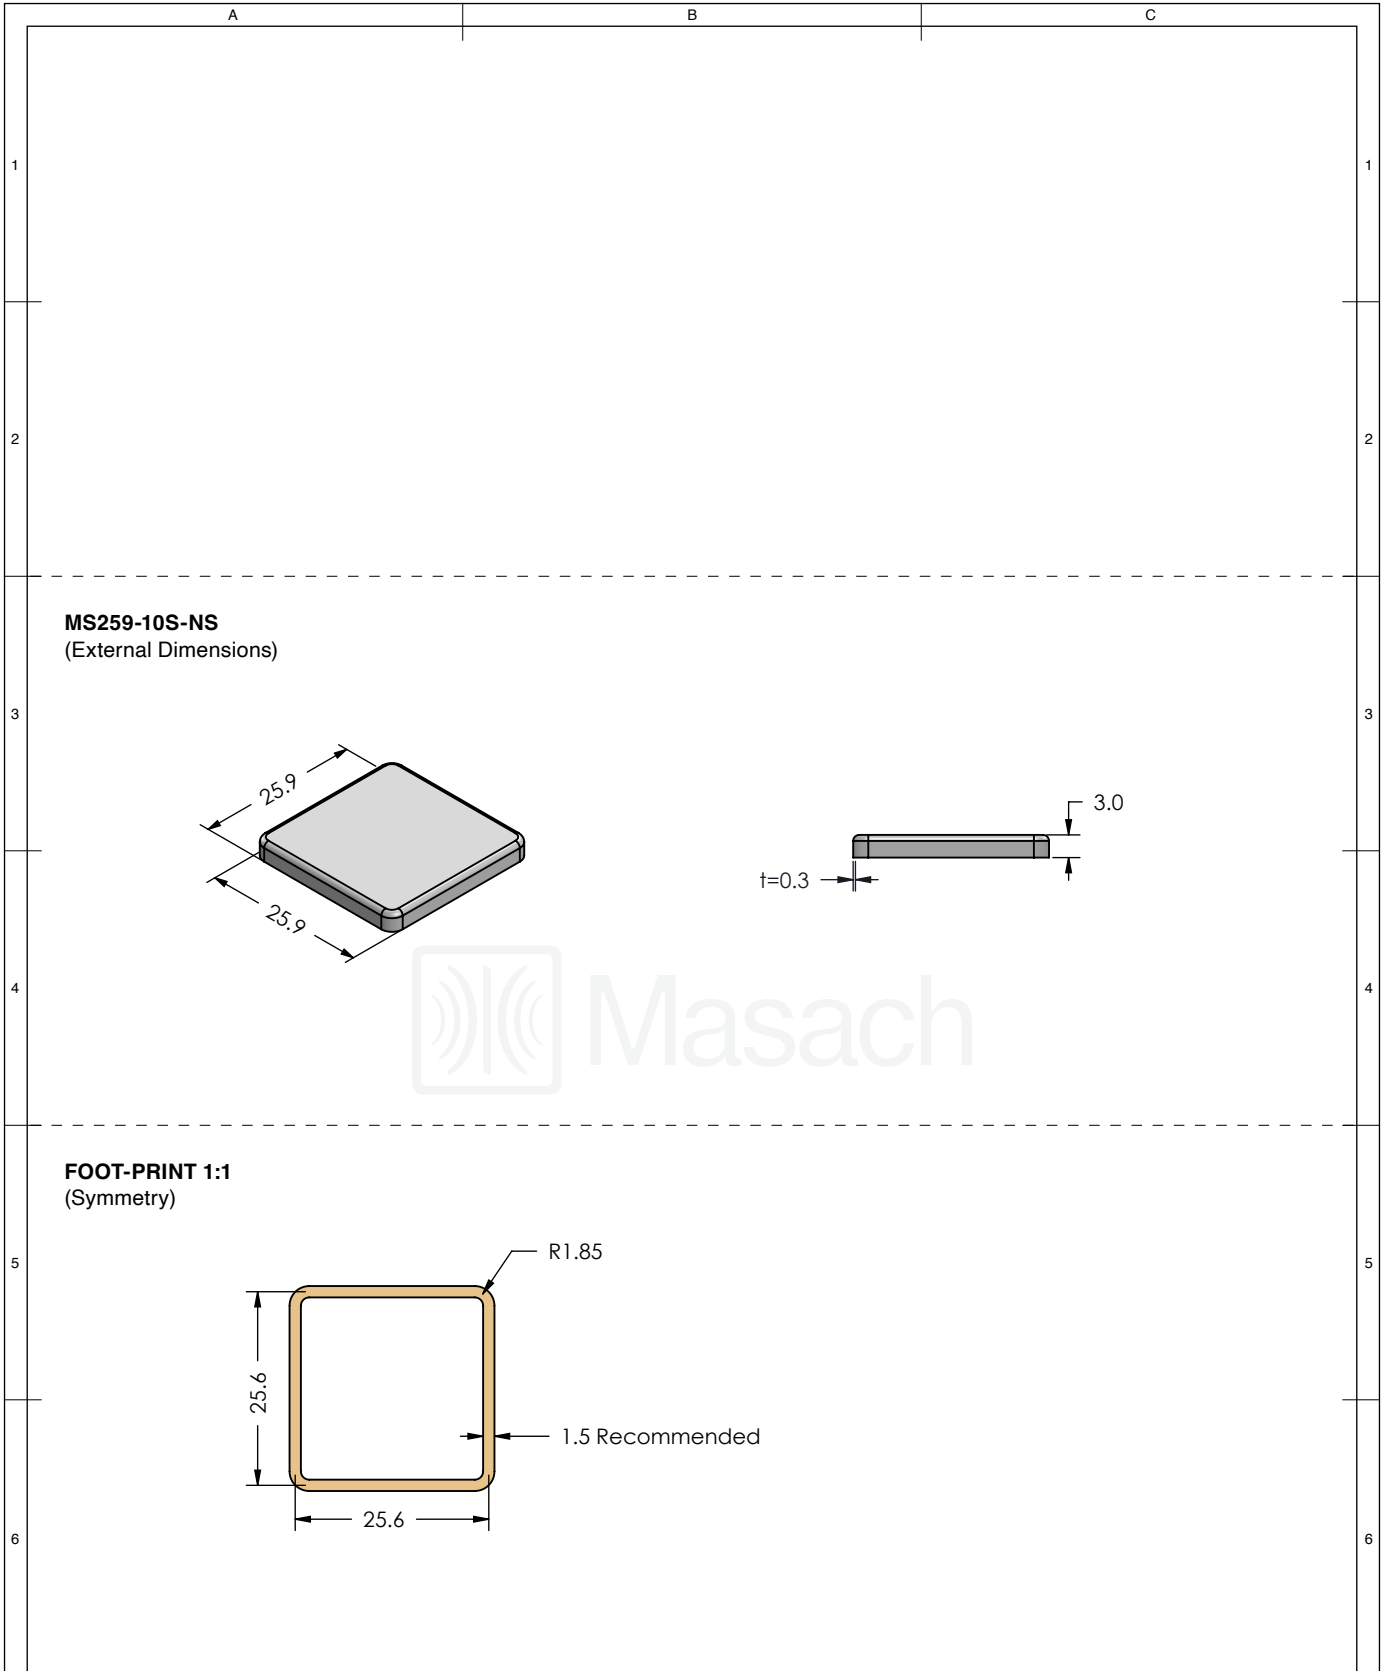 A B C
1 1
2 2
MS259-10S-NS
(External Dimensions)
3 3
25.9
3.0
t=0.3
25.9
4 4
Masach
FOOT-PRINT 1:1
(Symmetry)
R1.85
5 5
25.6
1.5 Recommended
25.6
6 6